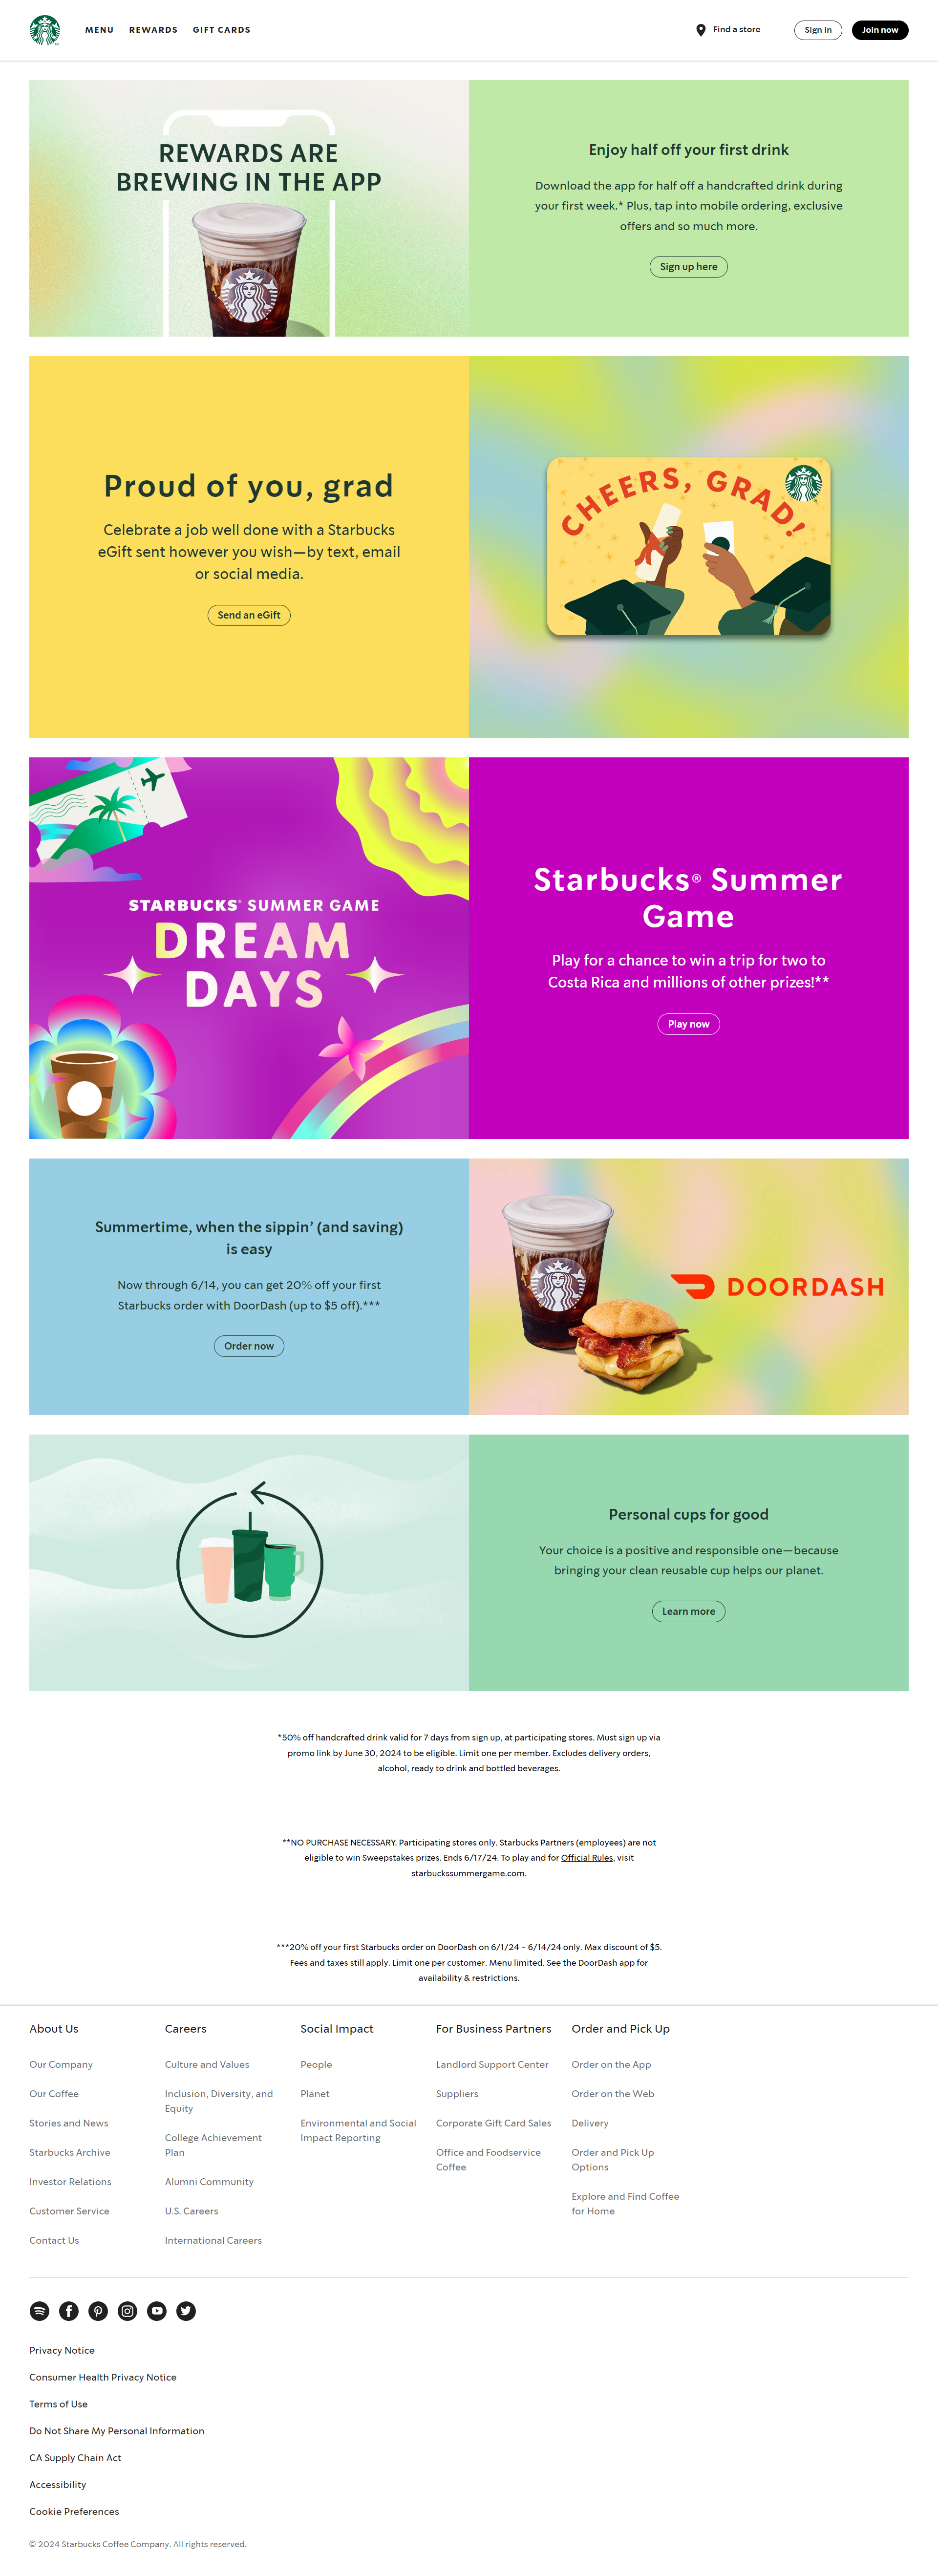 MENU
REWARDS
GIFT CARDS
Find a store
Sign in
Join now
REWARDS ARE
BREWING IN THE APP
Enjoy half off your first drink
Download the app for half off a handcrafted drink during
your first week.* Plus, tap into mobile ordering, exclusive
offers and so much more.
Sign up here
Proud of you, grad
Celebrate a job well done with a Starbucks
eGift sent however you wish—by text, email
or social media.
Send an eGift
CHEERS, GRAD!
STARBUCKS® SUMMER GAME
DREAM
DAYS
Starbucks® Summer
Game
Play for a chance to win a trip for two to
Costa Rica and millions of other prizes!**
Play now
Summertime, when the sippin’ (and saving)
is easy
Now through 6/14, you can get 20% off your first
Starbucks order with DoorDash (up to $5 off).***
Order now
DOORDASH
Personal cups for good
Your choice is a positive and responsible one—because
bringing your clean reusable cup helps our planet.
Learn more
*50% off handcrafted drink valid for 7 days from sign up, at participating stores. Must sign up via
promo link by June 30, 2024 to be eligible. Limit one per member. Excludes delivery orders,
alcohol, ready to drink and bottled beverages.
**NO PURCHASE NECESSARY. Participating stores only. Starbucks Partners (employees) are not
eligible to win Sweepstakes prizes. Ends 6/17/24. To play and for Official Rules, visit
starbuckssummergame.com.
***20% off your first Starbucks order on DoorDash on 6/1/24 – 6/14/24 only. Max discount of $5.
Fees and taxes still apply. Limit one per customer. Menu limited. See the DoorDash app for
availability & restrictions.
About Us
Our Company
Our Coffee
Stories and News
Starbucks Archive
Investor Relations
Customer Service
Contact Us
Careers
Culture and Values
Inclusion, Diversity, and
Equity
College Achievement
Plan
Alumni Community
U.S. Careers
International Careers
Social Impact
People
Planet
Environmental and Social
Impact Reporting
For Business Partners
Landlord Support Center
Suppliers
Corporate Gift Card Sales
Office and Foodservice
Coffee
Order and Pick Up
Order on the App
Order on the Web
Delivery
Order and Pick Up
Options
Explore and Find Coffee
for Home
Privacy Notice
Consumer Health Privacy Notice
Terms of Use
Do Not Share My Personal Information
CA Supply Chain Act
Accessibility
Cookie Preferences
© 2024 Starbucks Coffee Company. All rights reserved.